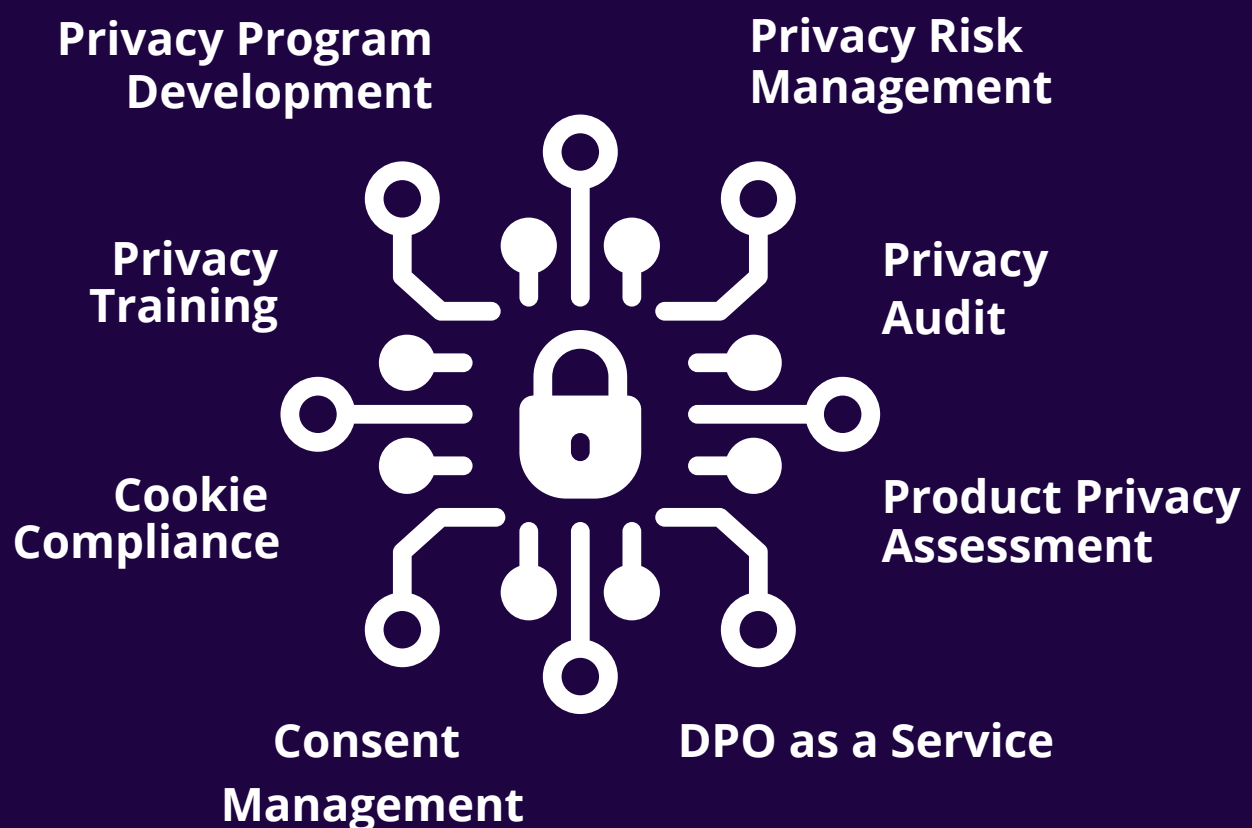 Privacy Program
Development
Privacy Risk
Management
Privacy
Training
Privacy
Audit
Cookie
Compliance
Product Privacy
Assessment
Consent
Management
DPO as a Service